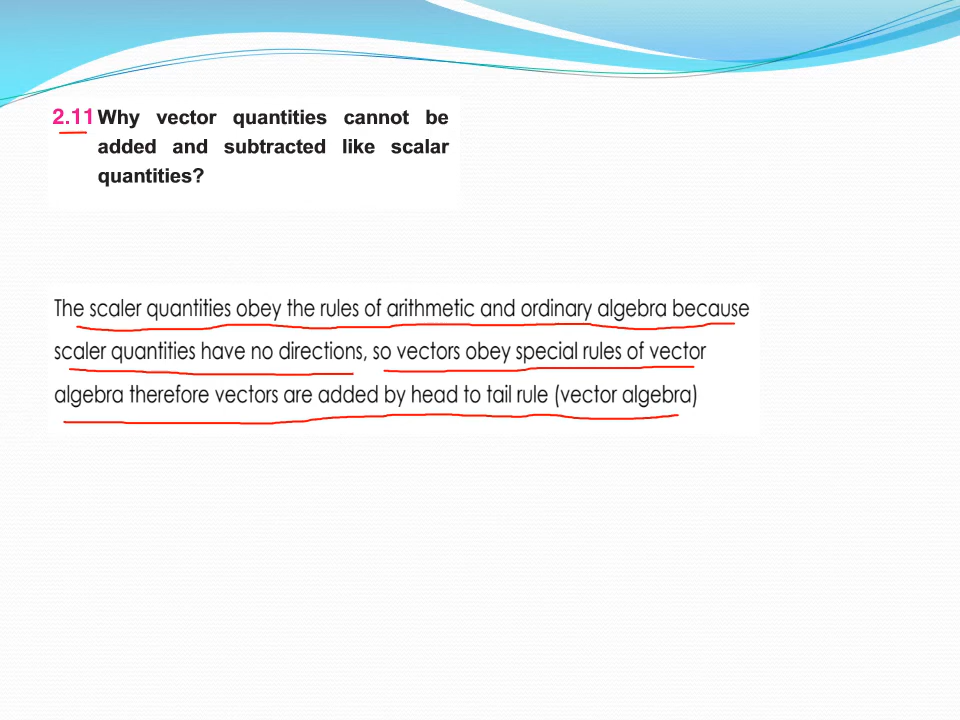 2.11 Why vector quantities cannot be
added and subtracted like scalar
quantities?
The scaler quantities obey the rules of arithmetic and ordinary algebra because
scaler quantities have no directions, so vectors obey special rules of vector
algebra therefore vectors are added by head to tail rule (vector algebra)